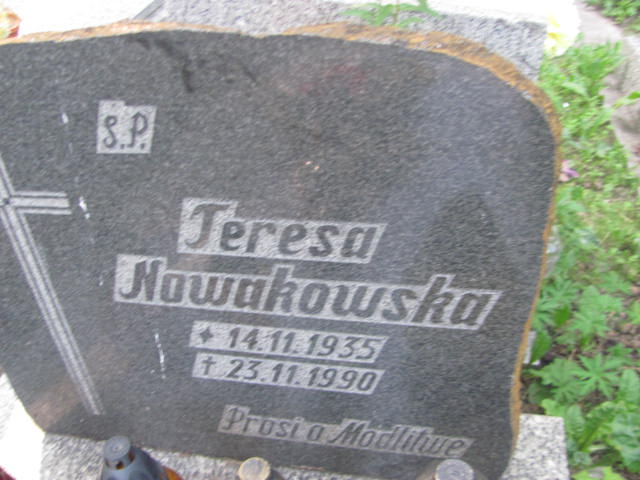 Ś.P.
Teresa
Nowakowska
✦ 14.11.1935
† 23.11.1990
Prosi o Modlitwę